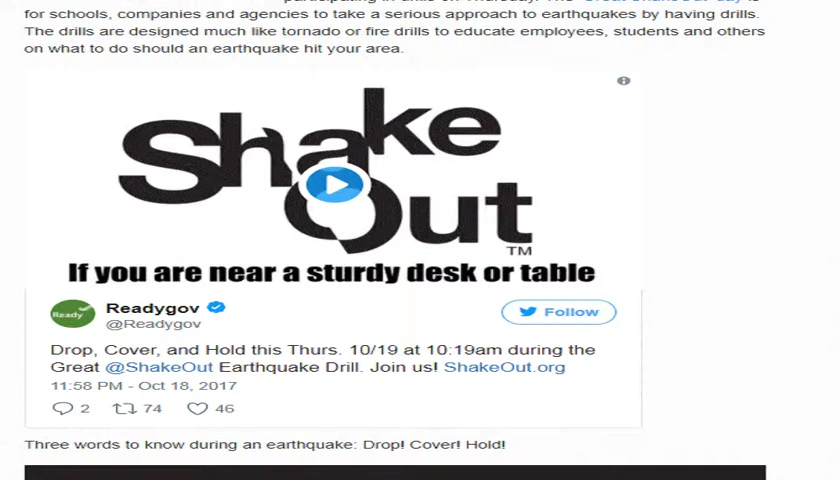 for schools, companies and agencies to take a serious approach to earthquakes by having drills.
The drills are designed much like tornado or fire drills to educate employees, students and others
on what to do should an earthquake hit your area.
Shake
Out
TM
If you are near a sturdy desk or table
Ready
Readygov
@Readygov
Follow
Drop, Cover, and Hold this Thurs. 10/19 at 10:19am during the
Great @ShakeOut Earthquake Drill. Join us! ShakeOut.org
11:58 PM - Oct 18, 2017
2 74 46
Three words to know during an earthquake: Drop! Cover! Hold!